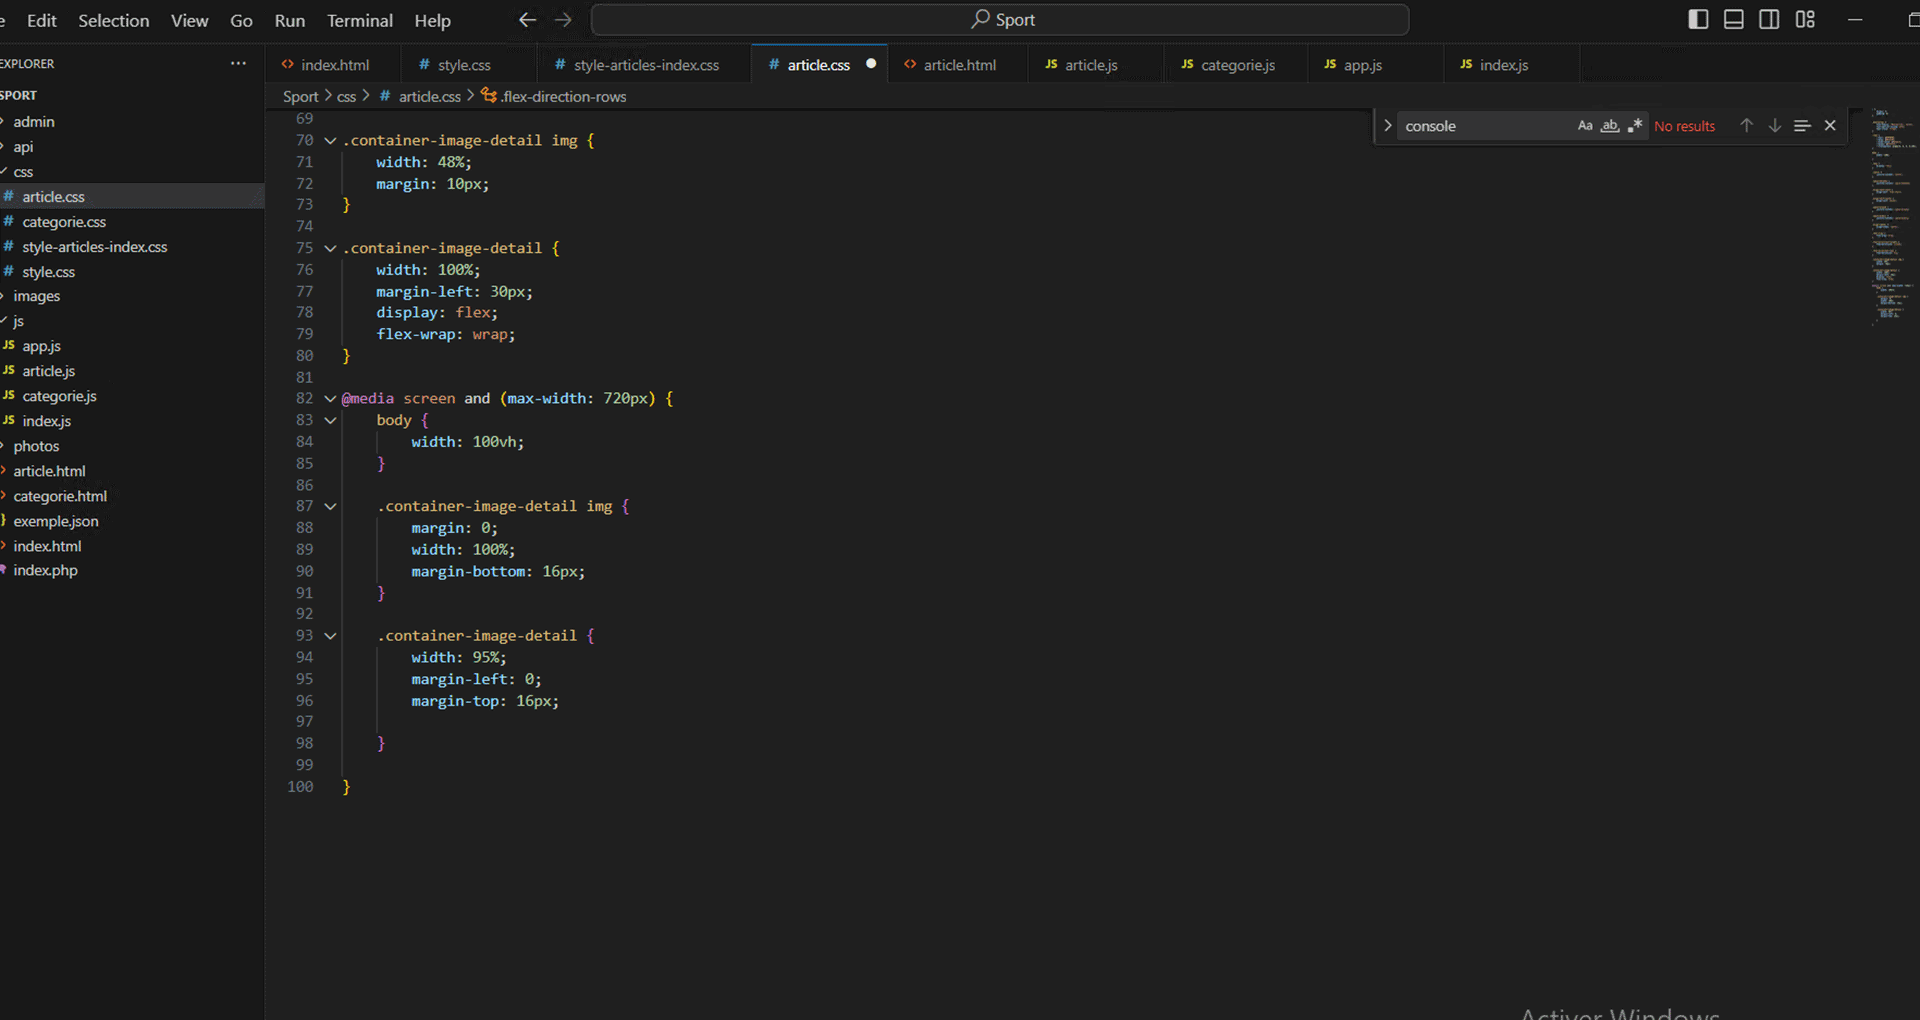 Edit Selection View Go Run Terminal Help
Sport
EXPLORER
index.html
style.css
style-articles-index.css
article.css
article.html
article.js
categorie.js
app.js
index.js
SPORT
Sport > css > # article.css > .flex-direction-rows
console
Aa ab No results
admin
api
css
article.css
categorie.css
style-articles-index.css
style.css
images
js
app.js
article.js
categorie.js
index.js
photos
article.html
categorie.html
exemple.json
index.html
index.php
69
70 .container-image-detail img {
71 width: 48%;
72 margin: 10px;
73 }
74
75 .container-image-detail {
76 width: 100%;
77 margin-left: 30px;
78 display: flex;
79 flex-wrap: wrap;
80 }
81
82 @media screen and (max-width: 720px) {
83 body {
84 width: 100vh;
85 }
86
87 .container-image-detail img {
88 margin: 0;
89 width: 100%;
90 margin-bottom: 16px;
91 }
92
93 .container-image-detail {
94 width: 95%;
95 margin-left: 0;
96 margin-top: 16px;
97
98 }
99
100 }
Activer Windows